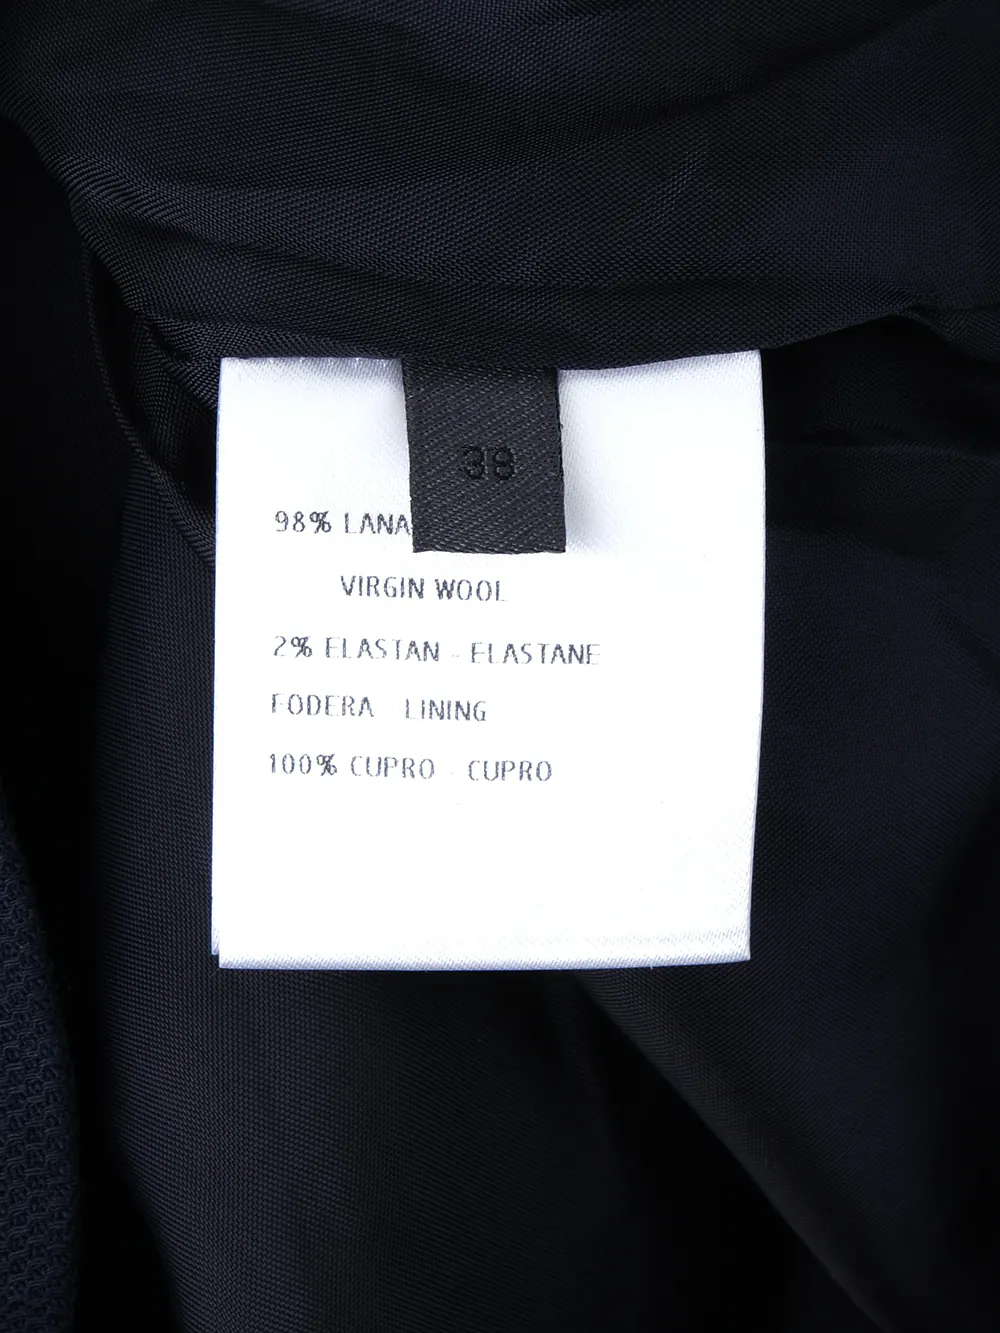 38
98% LANA
VIRGIN WOOL
2% ELASTAN - ELASTANE
FODERA - LINING
100% CUPRO - CUPRO